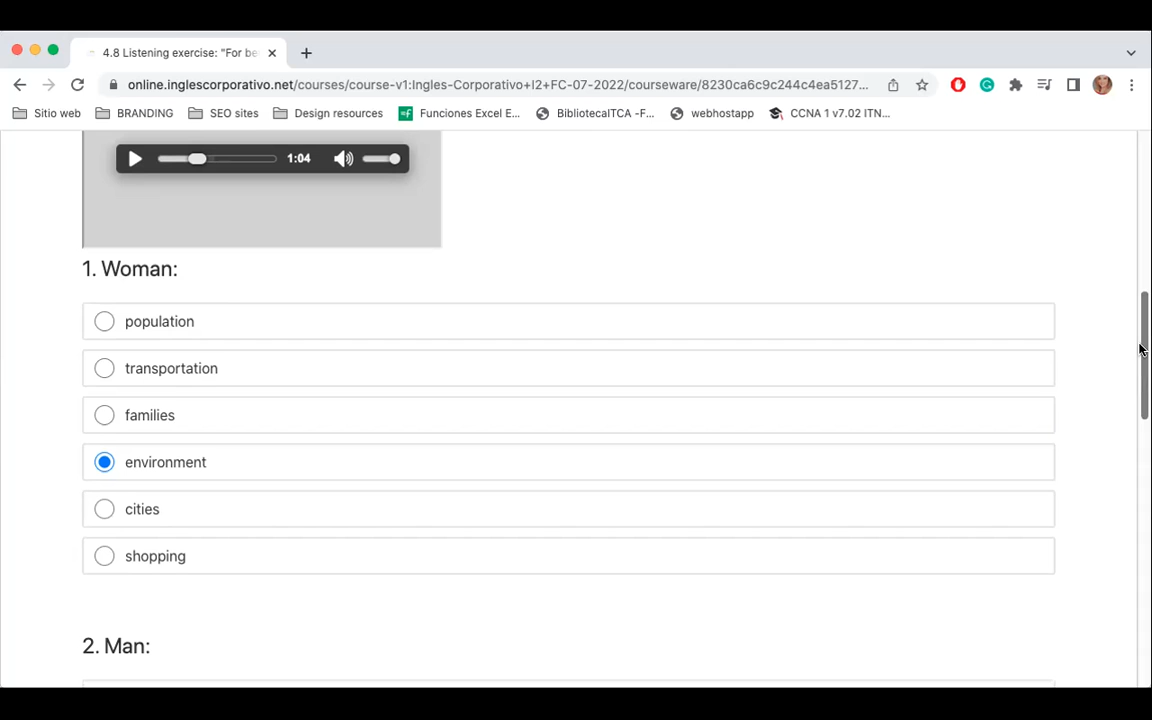 4.8 Listening exercise: "For be
online.inglescorporativo.net/courses/course-v1:Ingles-Corporativo+I2+FC-07-2022/courseware/8230ca6c9c244c4ea5127...
Sitio web BRANDING SEO sites Design resources Funciones Excel E... BibliotecaITCA -F... webhostapp CCNA 1 v7.02 ITN...
1:04
1. Woman:
population
transportation
families
environment
cities
shopping
2. Man: